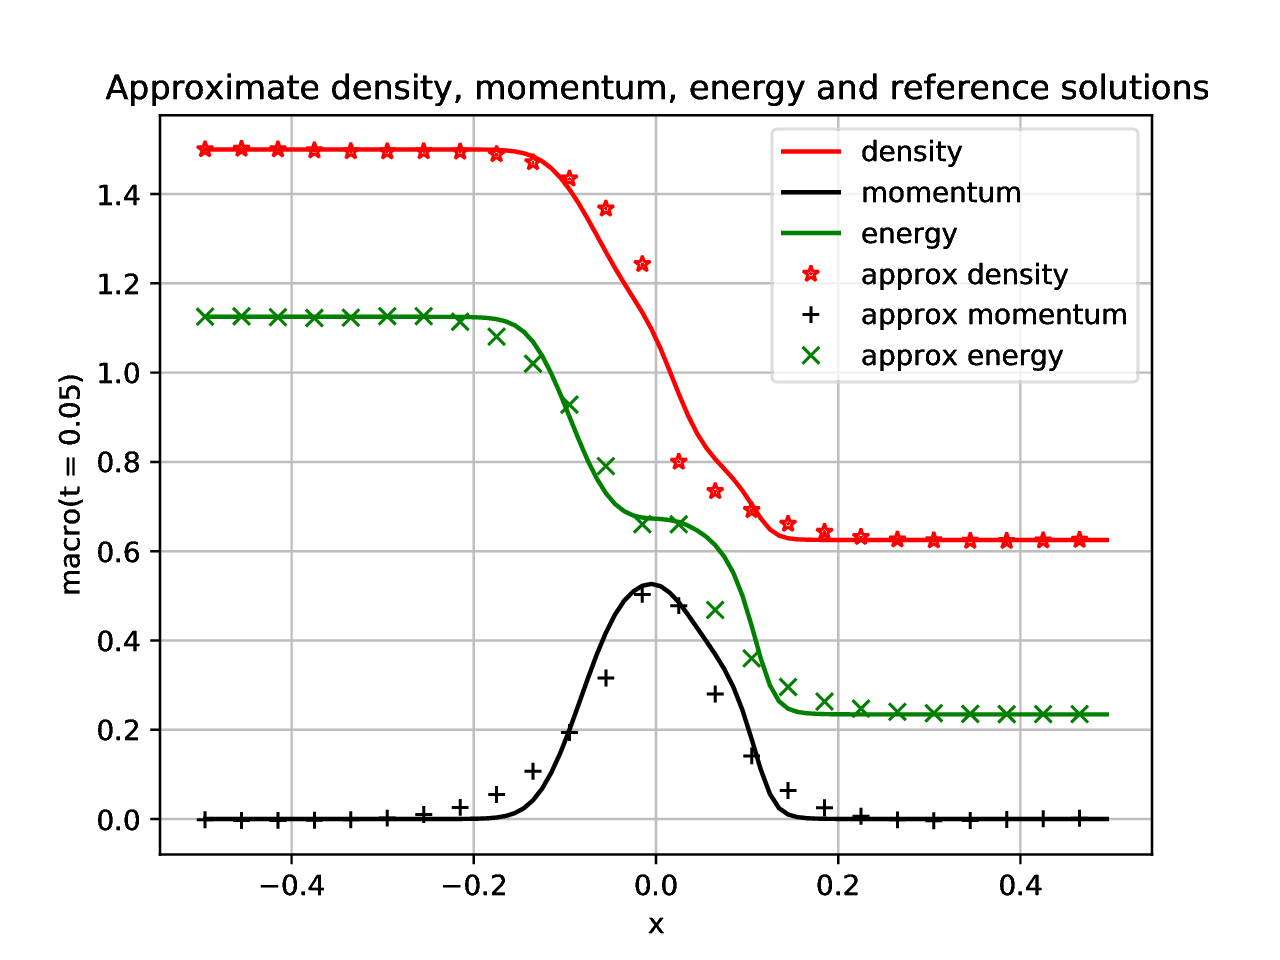 Approximate density, momentum, energy and reference solutions
density
momentum
energy
approx density
approx momentum
approx energy
macro(t = 0.05)
1.4
1.2
1.0
0.8
0.6
0.4
0.2
0.0
−0.4
−0.2
0.0
0.2
0.4
x